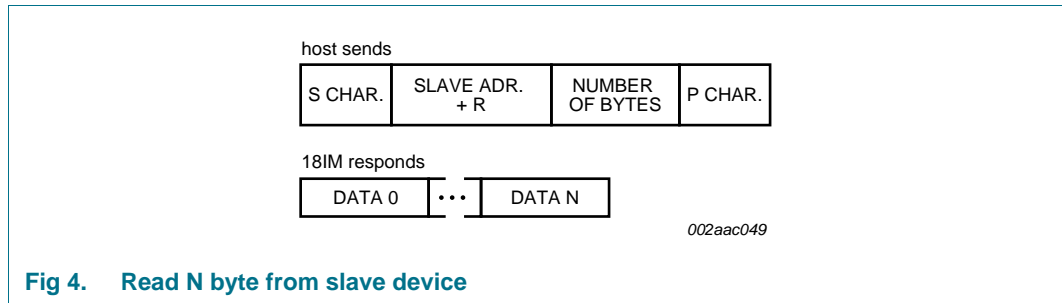 host sends
S CHAR.
SLAVE ADR.
+ R
NUMBER
OF BYTES
P CHAR.
18IM responds
DATA 0
• • •
DATA N
002aac049
Fig 4. Read N byte from slave device